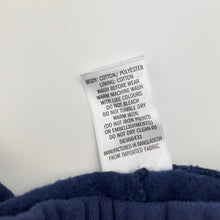 BODY: COTTON/ POLYESTER
LINING: COTTON
WASH BEFORE WEAR
WARM MACHINE WASH
WITH LIKE COLOURS
DO NOT BLEACH
DO NOT TUMBLE DRY
WARM IRON
(DO NOT IRON PRINTS
OR EMBELLISHMENTS)
DO NOT DRY CLEAN
58366431
MANUFACTURED IN BANGLADESH
FROM IMPORTED FABRIC